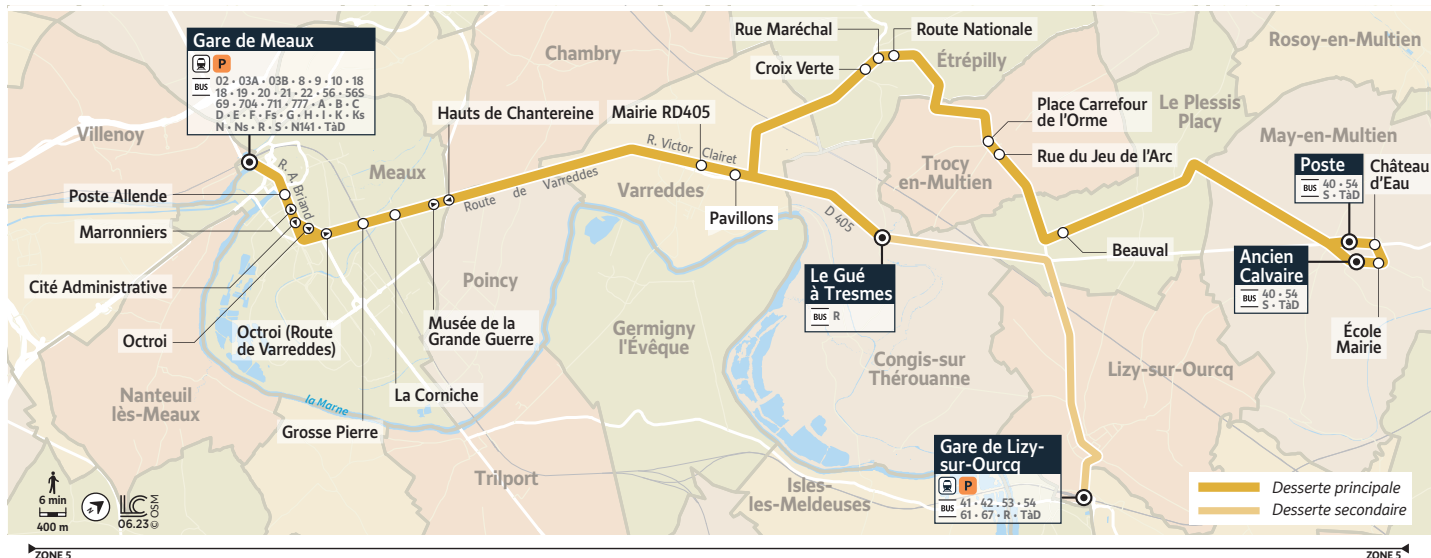 Gare de Meaux
P
BUS
02 • 03A • 03B • 8 • 9 • 10 • 18
18 • 19 • 20 • 21 • 22 • 56 • 56S
69 • 704 • 711 • 777 • A • B • C
D • E • F • Fs • G • H • I • K • Ks
N • Ns • R • S • N141 • TàD
Chambry
Rue Maréchal
Route Nationale
Croix Verte
Étrépilly
Rosoy-en-Multien
Villenoy
Hauts de Chantereine
Mairie RD405
Place Carrefour
de l'Orme
Le Plessis
Placy
May-en-Multien
R. Victor Clairet
Rue du Jeu de l'Arc
Poste
BUS
40 • 54
S • TàD
Château
d'Eau
Meaux
R. A. Briand
Trocy
en-Multien
Poste Allende
Route de Varreddes
Varreddes
Pavillons
D 405
Marronniers
Beauval
Cité Administrative
Le Gué
à Tresmes
BUS
R
Ancien
Calvaire
BUS
40 • 54
S • TàD
Poincy
Octroi
Octroi (Route
de Varreddes)
Musée de la
Grande Guerre
Germigny
l'Évêque
École
Mairie
Congis-sur
Thérouanne
Lizy-sur-Ourcq
Nanteuil
lès-Meaux
la Marne
La Corniche
Grosse Pierre
Gare de Lizy-
sur-Ourcq
P
BUS
41 • 42 • 53 • 54
61 • 67 • R • TàD
Trilport
Isles-
les-Meldeuses
6 min
400 m
LC
06.23
© OSM
Desserte principale
Desserte secondaire
ZONE 5
ZONE 5